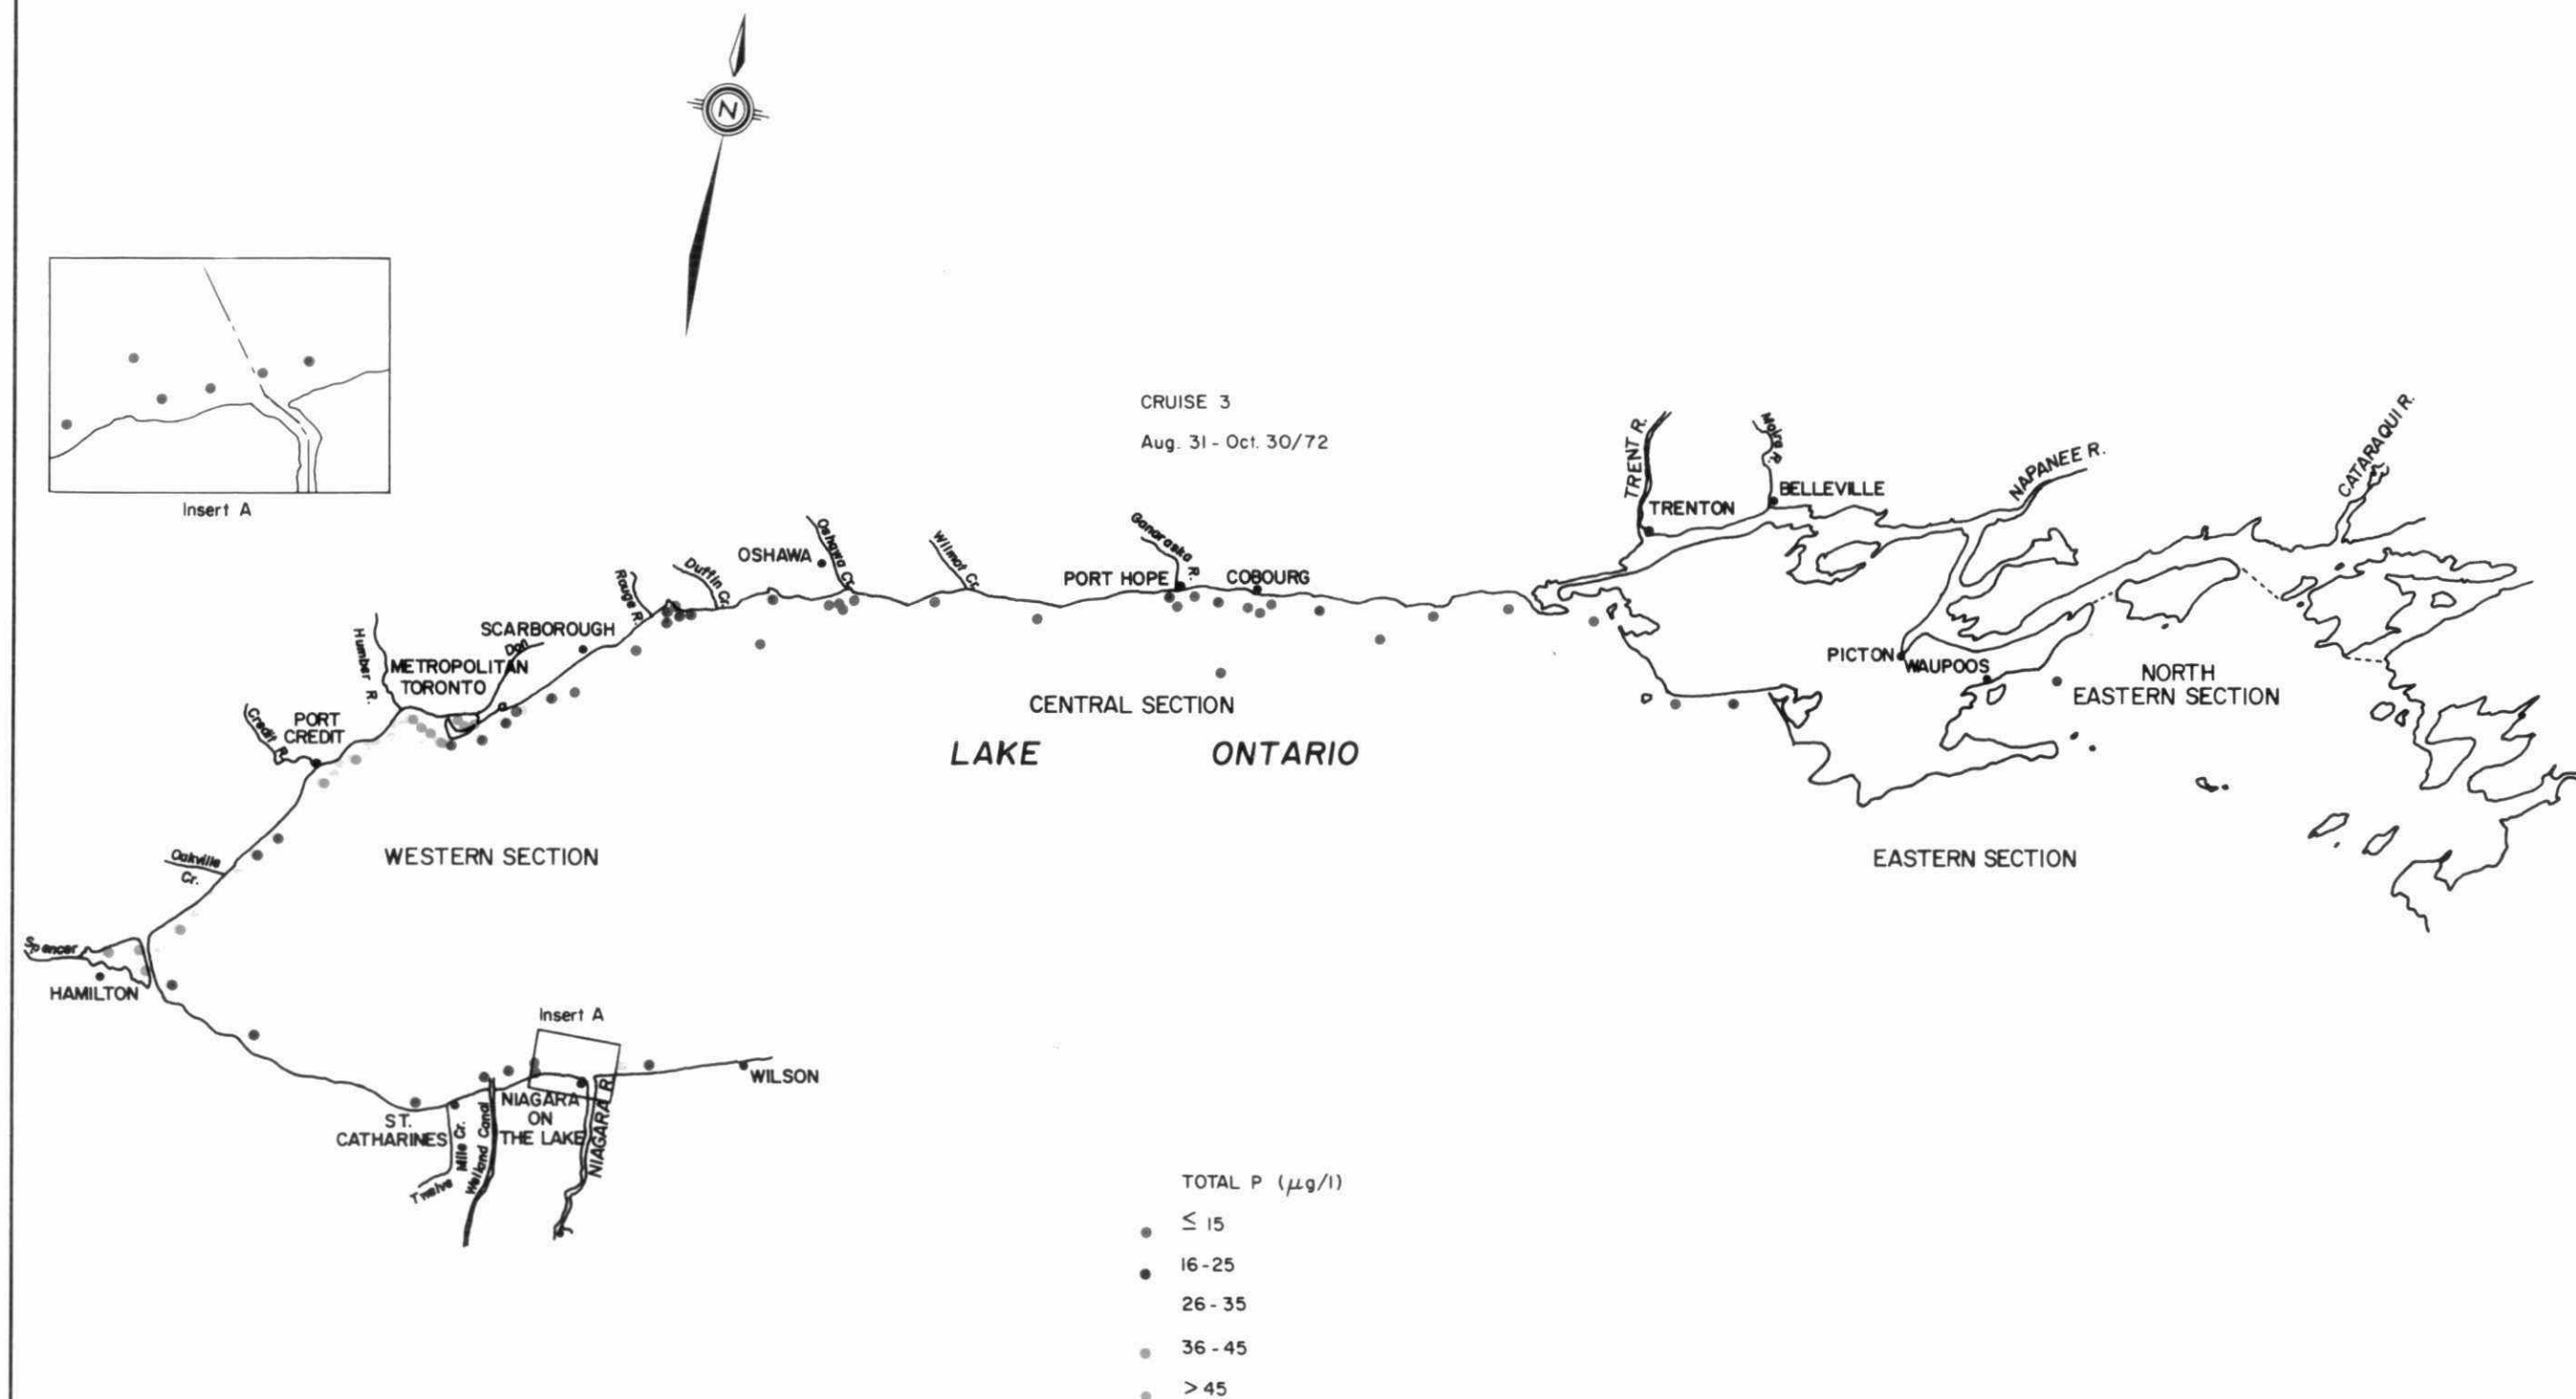 N
Insert A
CRUISE 3
Aug. 31 - Oct. 30/72
TRENT R.
Moira R.
TRENTON
BELLEVILLE
NAPANEE R.
CATARAQUI R.
OSHAWA
Oshawa Cr.
Wilmot Cr.
Ganaraska R.
PORT HOPE
COBOURG
Rouge R.
Duffin Cr.
SCARBOROUGH
Don
Humber R.
METROPOLITAN
TORONTO
Credit R.
PORT
CREDIT
PICTON
WAUPOOS
NORTH
EASTERN SECTION
CENTRAL SECTION
LAKE ONTARIO
WESTERN SECTION
EASTERN SECTION
Oakville
Cr.
Spencer
HAMILTON
Insert A
WILSON
ST.
CATHARINES
Twelve Mile Cr.
Welland Canal
NIAGARA
ON
THE LAKE
NIAGARA R.
TOTAL P (µg/l)
≤ 15
16-25
26-35
36-45
>45